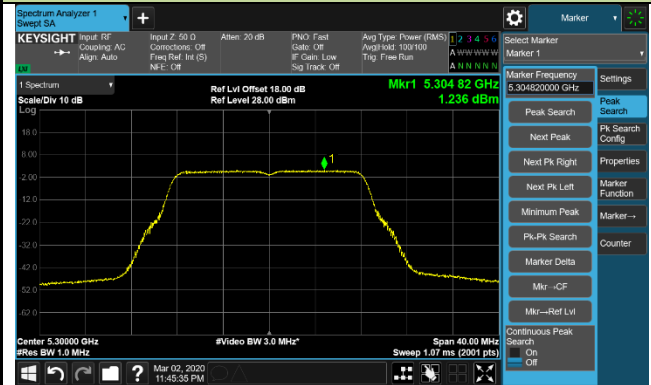 Spectrum Analyzer 1
Swept SA
Marker
KEYSIGHT
Input: RF
Coupling: AC
Align: Auto
Input Z: 50 Ω
Corrections: Off
Freq Ref: Int (S)
NFE: Off
Atten: 20 dB
PNO: Fast
Gate: Off
IF Gain: Low
Sig Track: Off
Avg Type: Power (RMS)
Avg|Hold: 100/100
Trig: Free Run
1 2 3 4 5 6
A W W W W W
A N N N N N
Select Marker
Marker 1
1 Spectrum
Scale/Div 10 dB
Log
Ref Lvl Offset 18.00 dB
Ref Level 28.00 dBm
Mkr1 5.304 82 GHz
1.236 dBm
18.0
8.00
-2.00
-12.0
-22.0
-32.0
-42.0
-52.0
-62.0
1
Center 5.30000 GHz
#Res BW 1.0 MHz
#Video BW 3.0 MHz*
Span 40.00 MHz
Sweep 1.07 ms (2001 pts)
Marker Frequency
5.304820000 GHz
Peak Search
Next Peak
Next Pk Right
Next Pk Left
Minimum Peak
Pk-Pk Search
Marker Delta
Mkr→CF
Mkr→Ref Lvl
Continuous Peak
Search
On
Off
Settings
Peak
Search
Pk Search
Config
Properties
Marker
Function
Marker→
Counter
?
Mar 02, 2020
11:45:35 PM